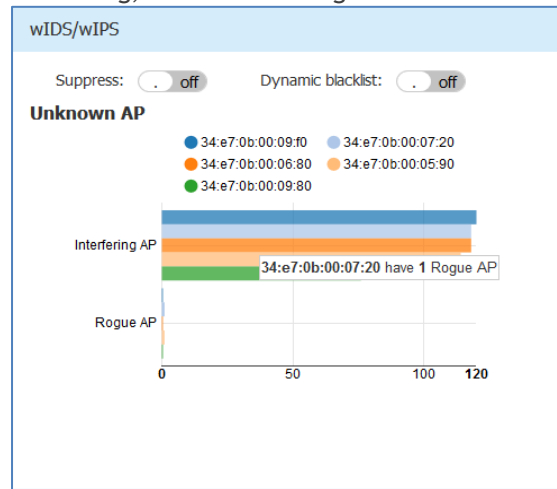 wIDS/wIPS
Suppress: . off Dynamic blacklist: . off
Unknown AP
34:e7:0b:00:09:f0 34:e7:0b:00:07:20
34:e7:0b:00:06:80 34:e7:0b:00:05:90
34:e7:0b:00:09:80
Interfering AP
34:e7:0b:00:07:20 have 1 Rogue AP
Rogue AP
0 50 100 120